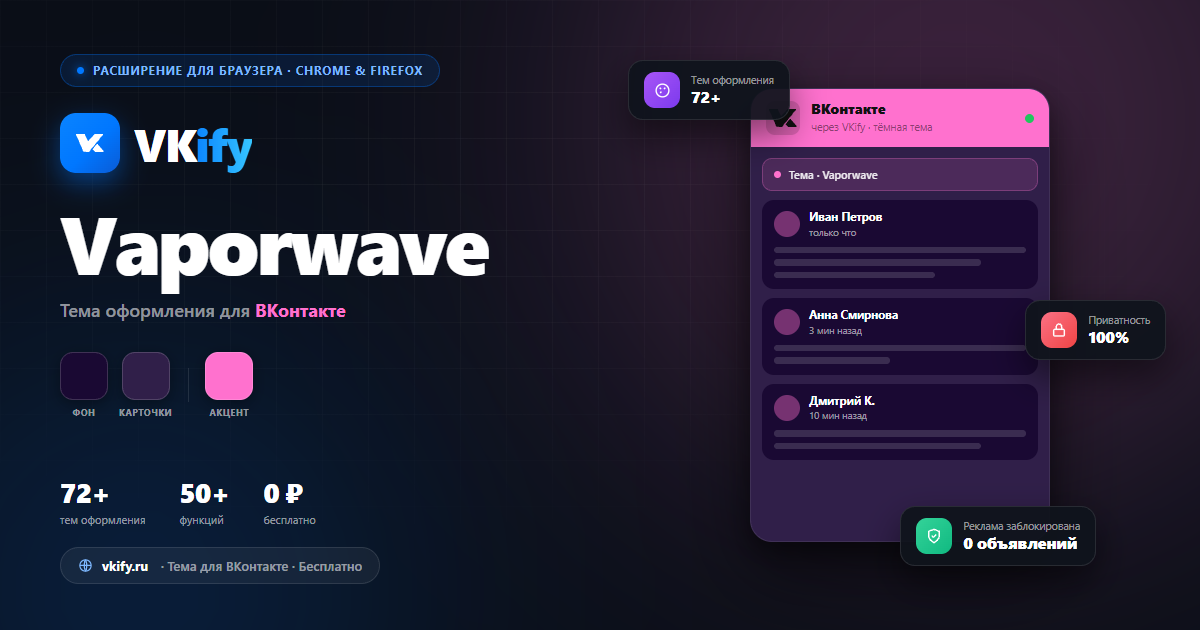 РАСШИРЕНИЕ ДЛЯ БРАУЗЕРА · CHROME & FIREFOX
VKify
Vaporwave
Тема оформления для ВКонтакте
ФОН
КАРТОЧКИ
АКЦЕНТ
72+
тем оформления
50+
функций
0 ₽
бесплатно
vkify.ru · Тема для ВКонтакте · Бесплатно
Тем оформления
72+
ВКонтакте
через VKify · тёмная тема
Тема · Vaporwave
Иван Петров
только что
Анна Смирнова
3 мин назад
Дмитрий К.
10 мин назад
Приватность
100%
Реклама заблокирована
0 объявлений